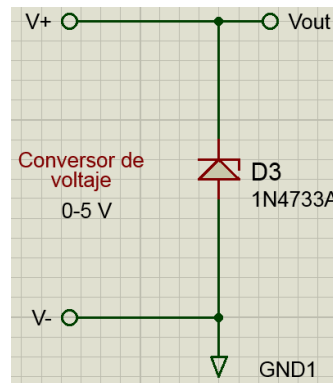 V+
Vout
Conversor de
voltaje
0-5 V
D3
1N4733A
V-
GND1